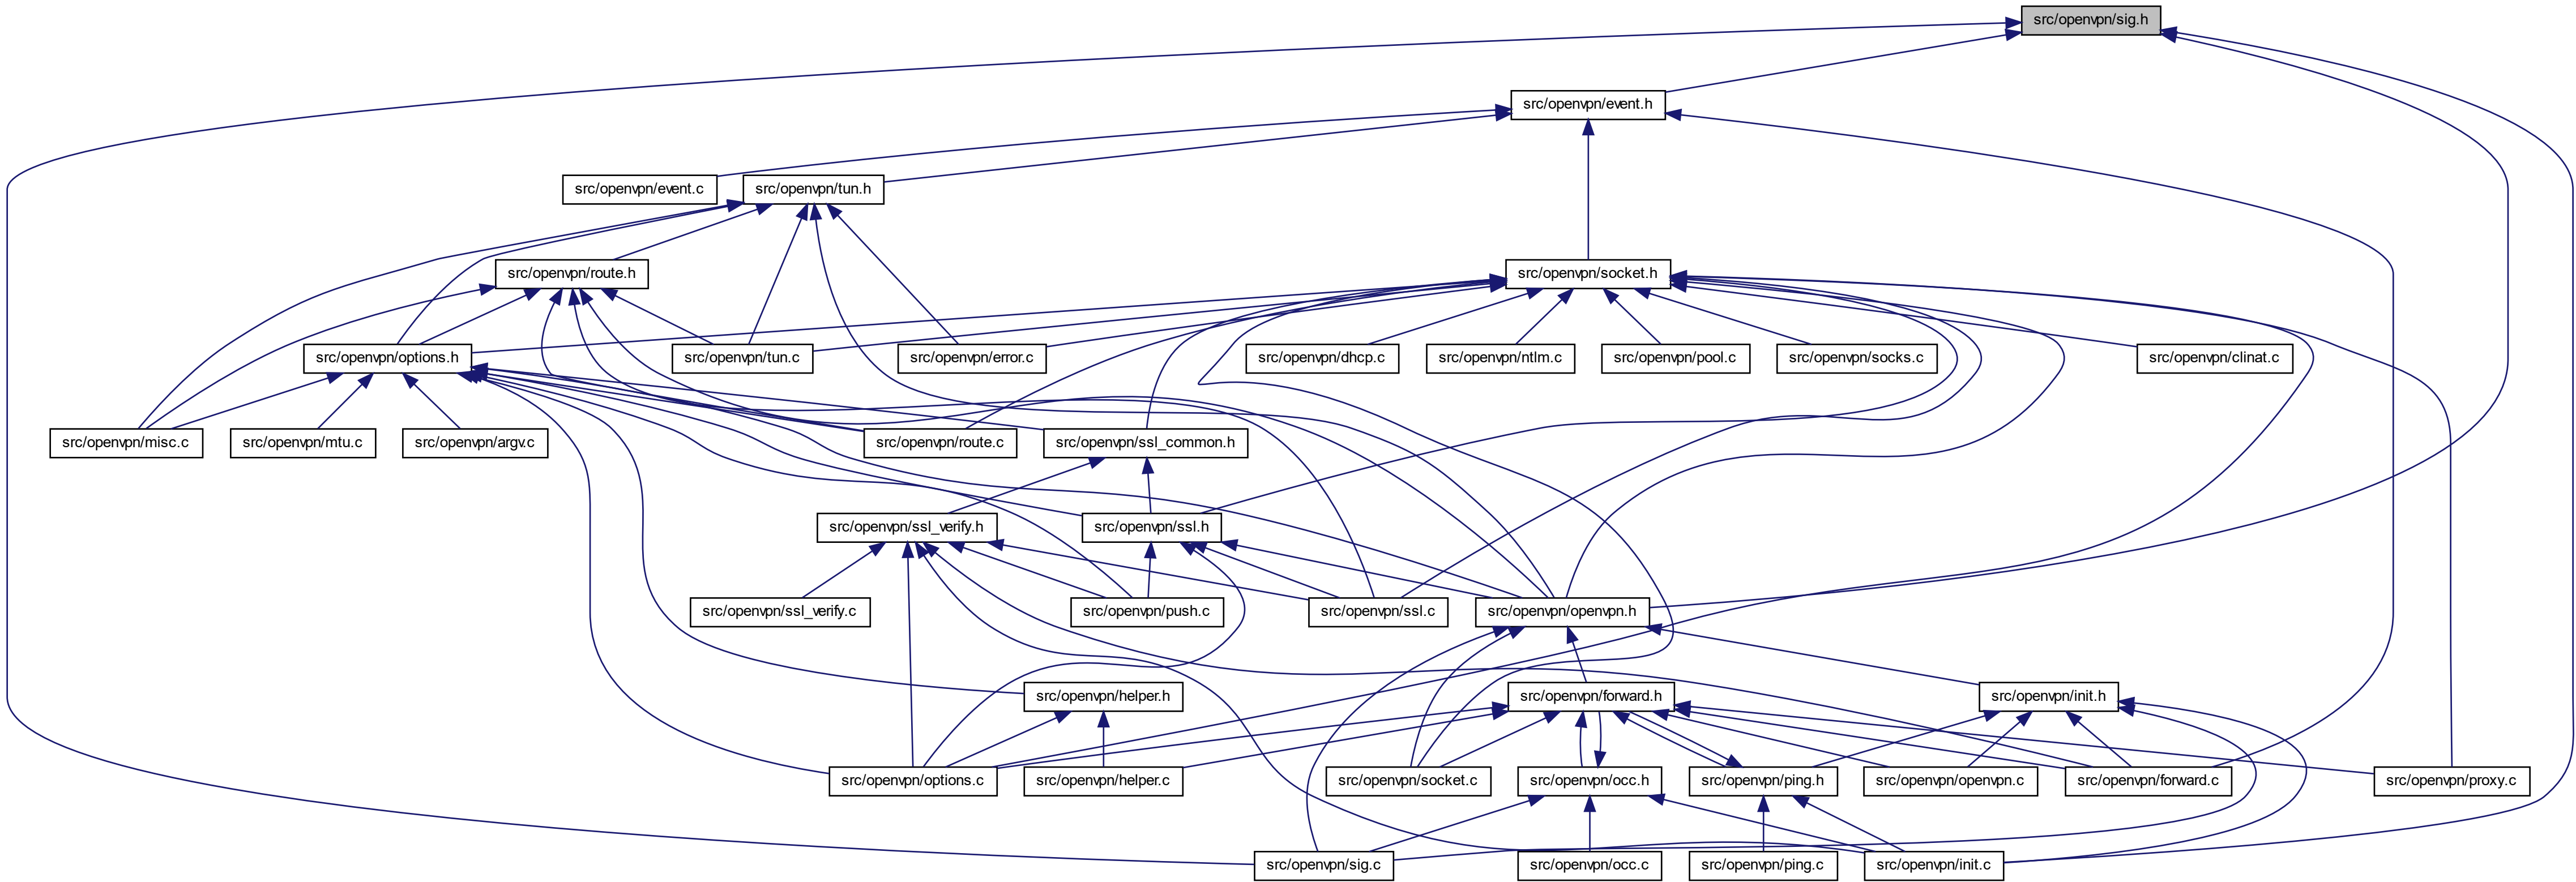 src/openvpn/sig.h
src/openvpn/event.h
src/openvpn/event.c
src/openvpn/tun.h
src/openvpn/route.h
src/openvpn/socket.h
src/openvpn/options.h
src/openvpn/tun.c
src/openvpn/error.c
src/openvpn/dhcp.c
src/openvpn/ntlm.c
src/openvpn/pool.c
src/openvpn/socks.c
src/openvpn/clinat.c
src/openvpn/misc.c
src/openvpn/mtu.c
src/openvpn/argv.c
src/openvpn/route.c
src/openvpn/ssl_common.h
src/openvpn/ssl_verify.h
src/openvpn/ssl.h
src/openvpn/ssl_verify.c
src/openvpn/push.c
src/openvpn/ssl.c
src/openvpn/openvpn.h
src/openvpn/helper.h
src/openvpn/forward.h
src/openvpn/init.h
src/openvpn/options.c
src/openvpn/helper.c
src/openvpn/socket.c
src/openvpn/occ.h
src/openvpn/ping.h
src/openvpn/openvpn.c
src/openvpn/forward.c
src/openvpn/proxy.c
src/openvpn/sig.c
src/openvpn/occ.c
src/openvpn/ping.c
src/openvpn/init.c